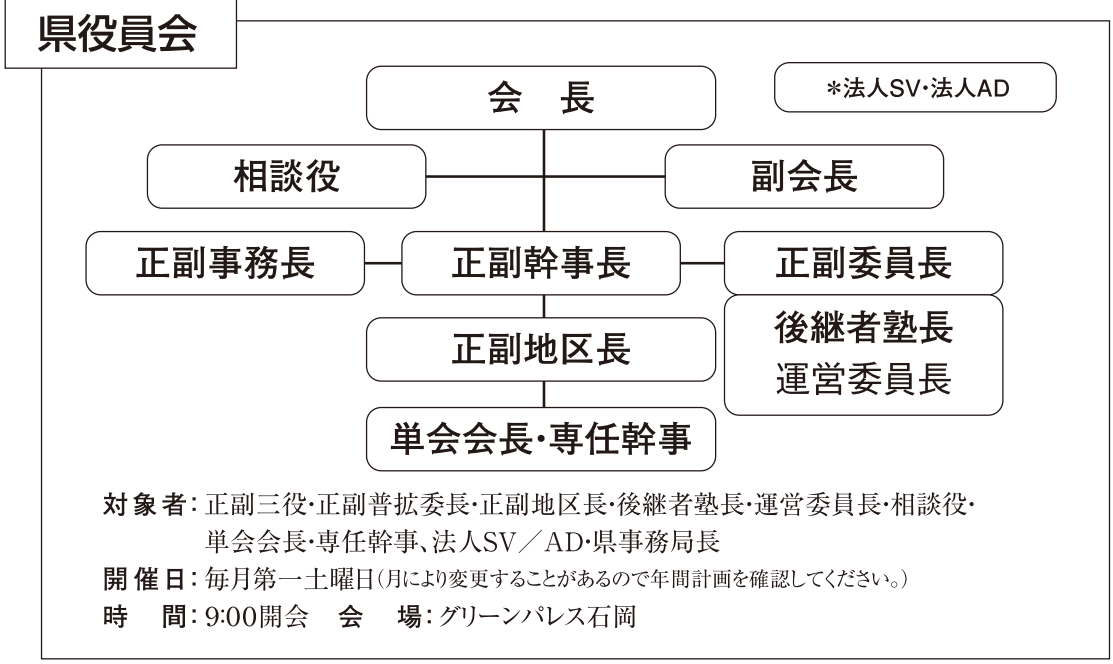 県役員会
会　長
＊法人SV・法人AD
相談役
副会長
正副事務長
正副幹事長
正副委員長
後継者塾長
運営委員長
正副地区長
単会会長・専任幹事
対象者：正副三役・正副普拡委長・正副地区長・後継者塾長・運営委員長・相談役・
単会会長・専任幹事、法人SV／AD・県事務局長
開催日：毎月第一土曜日（月により変更することがあるので年間計画を確認してください。）
時　間：9:00開会　会　場：グリーンパレス石岡